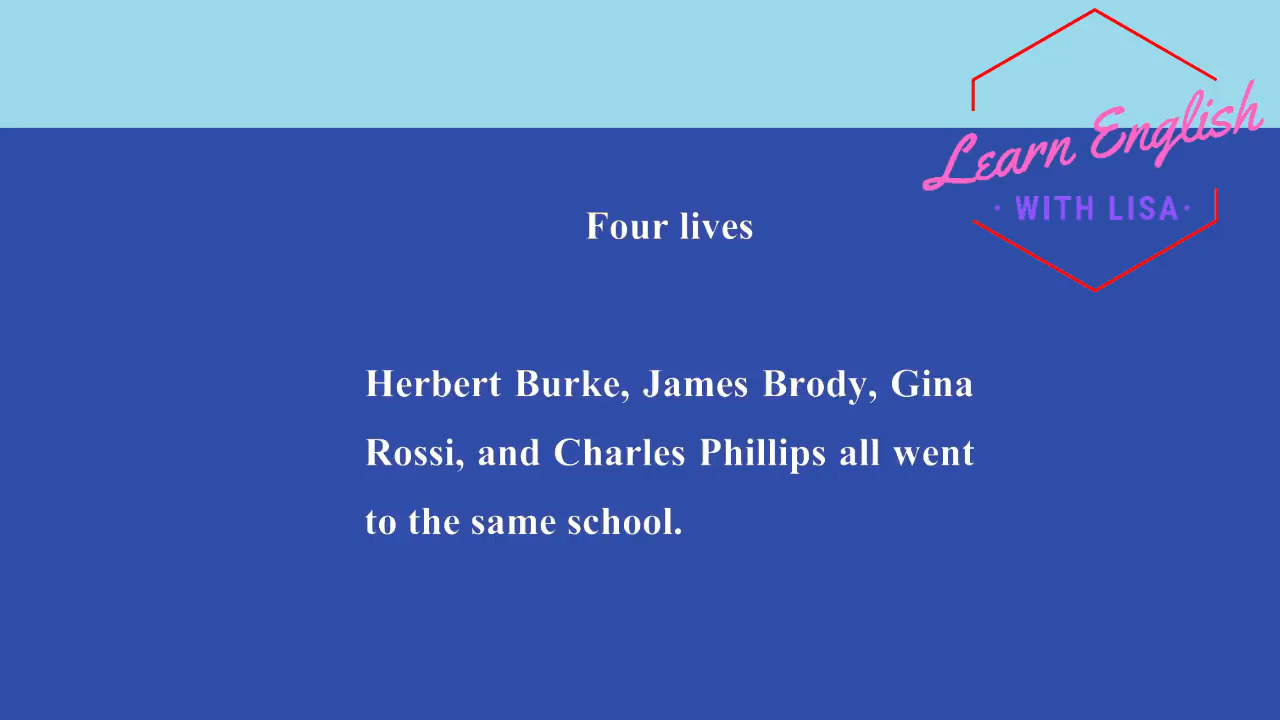 Learn English
· WITH LISA·
Four lives
Herbert Burke, James Brody, Gina
Rossi, and Charles Phillips all went
to the same school.